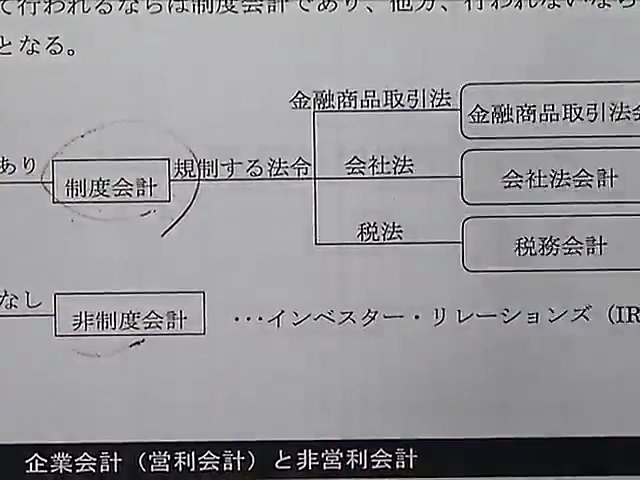 て行われるならば制度会計であり、他方、行われないなら
となる。
金融商品取引法 金融商品取引法会
あり 制度会計 規制する法令 会社法 会社法会計
税法 税務会計
なし 非制度会計 …インベスター・リレーションズ（IR
企業会計（営利会計）と非営利会計